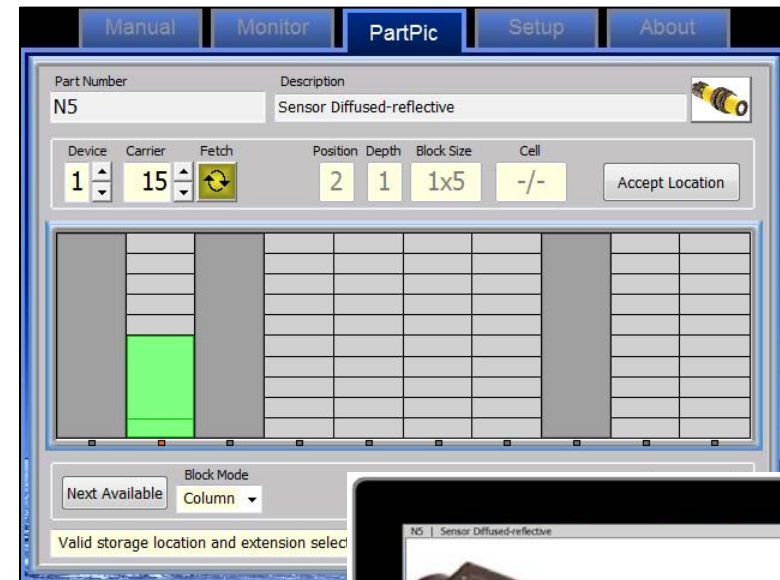 Manual Monitor PartPic Setup About
Part Number Description
N5 Sensor Diffused-reflective
Device Carrier Fetch Position Depth Block Size Cell
1 15 2 1 1x5 -/- Accept Location
Block Mode
Next Available Column
Valid storage location and extension selec
N5 | Sensor Diffused-reflective